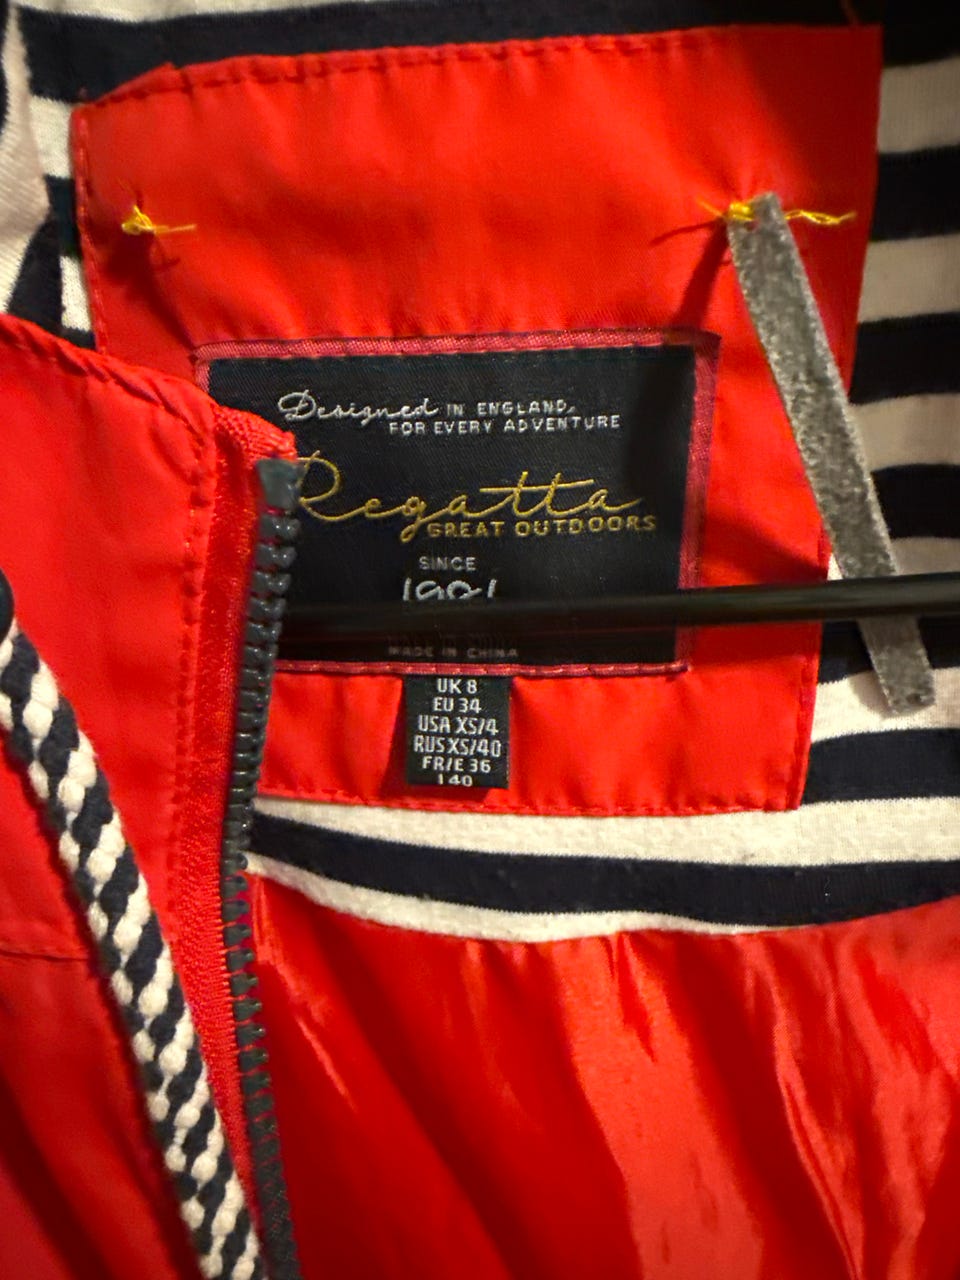 Designed IN ENGLAND,
FOR EVERY ADVENTURE
Regatta
GREAT OUTDOORS
SINCE
1981
MADE IN CHINA
UK 8
EU 34
USA XS/4
RUS XS/40
FR/E 36
140